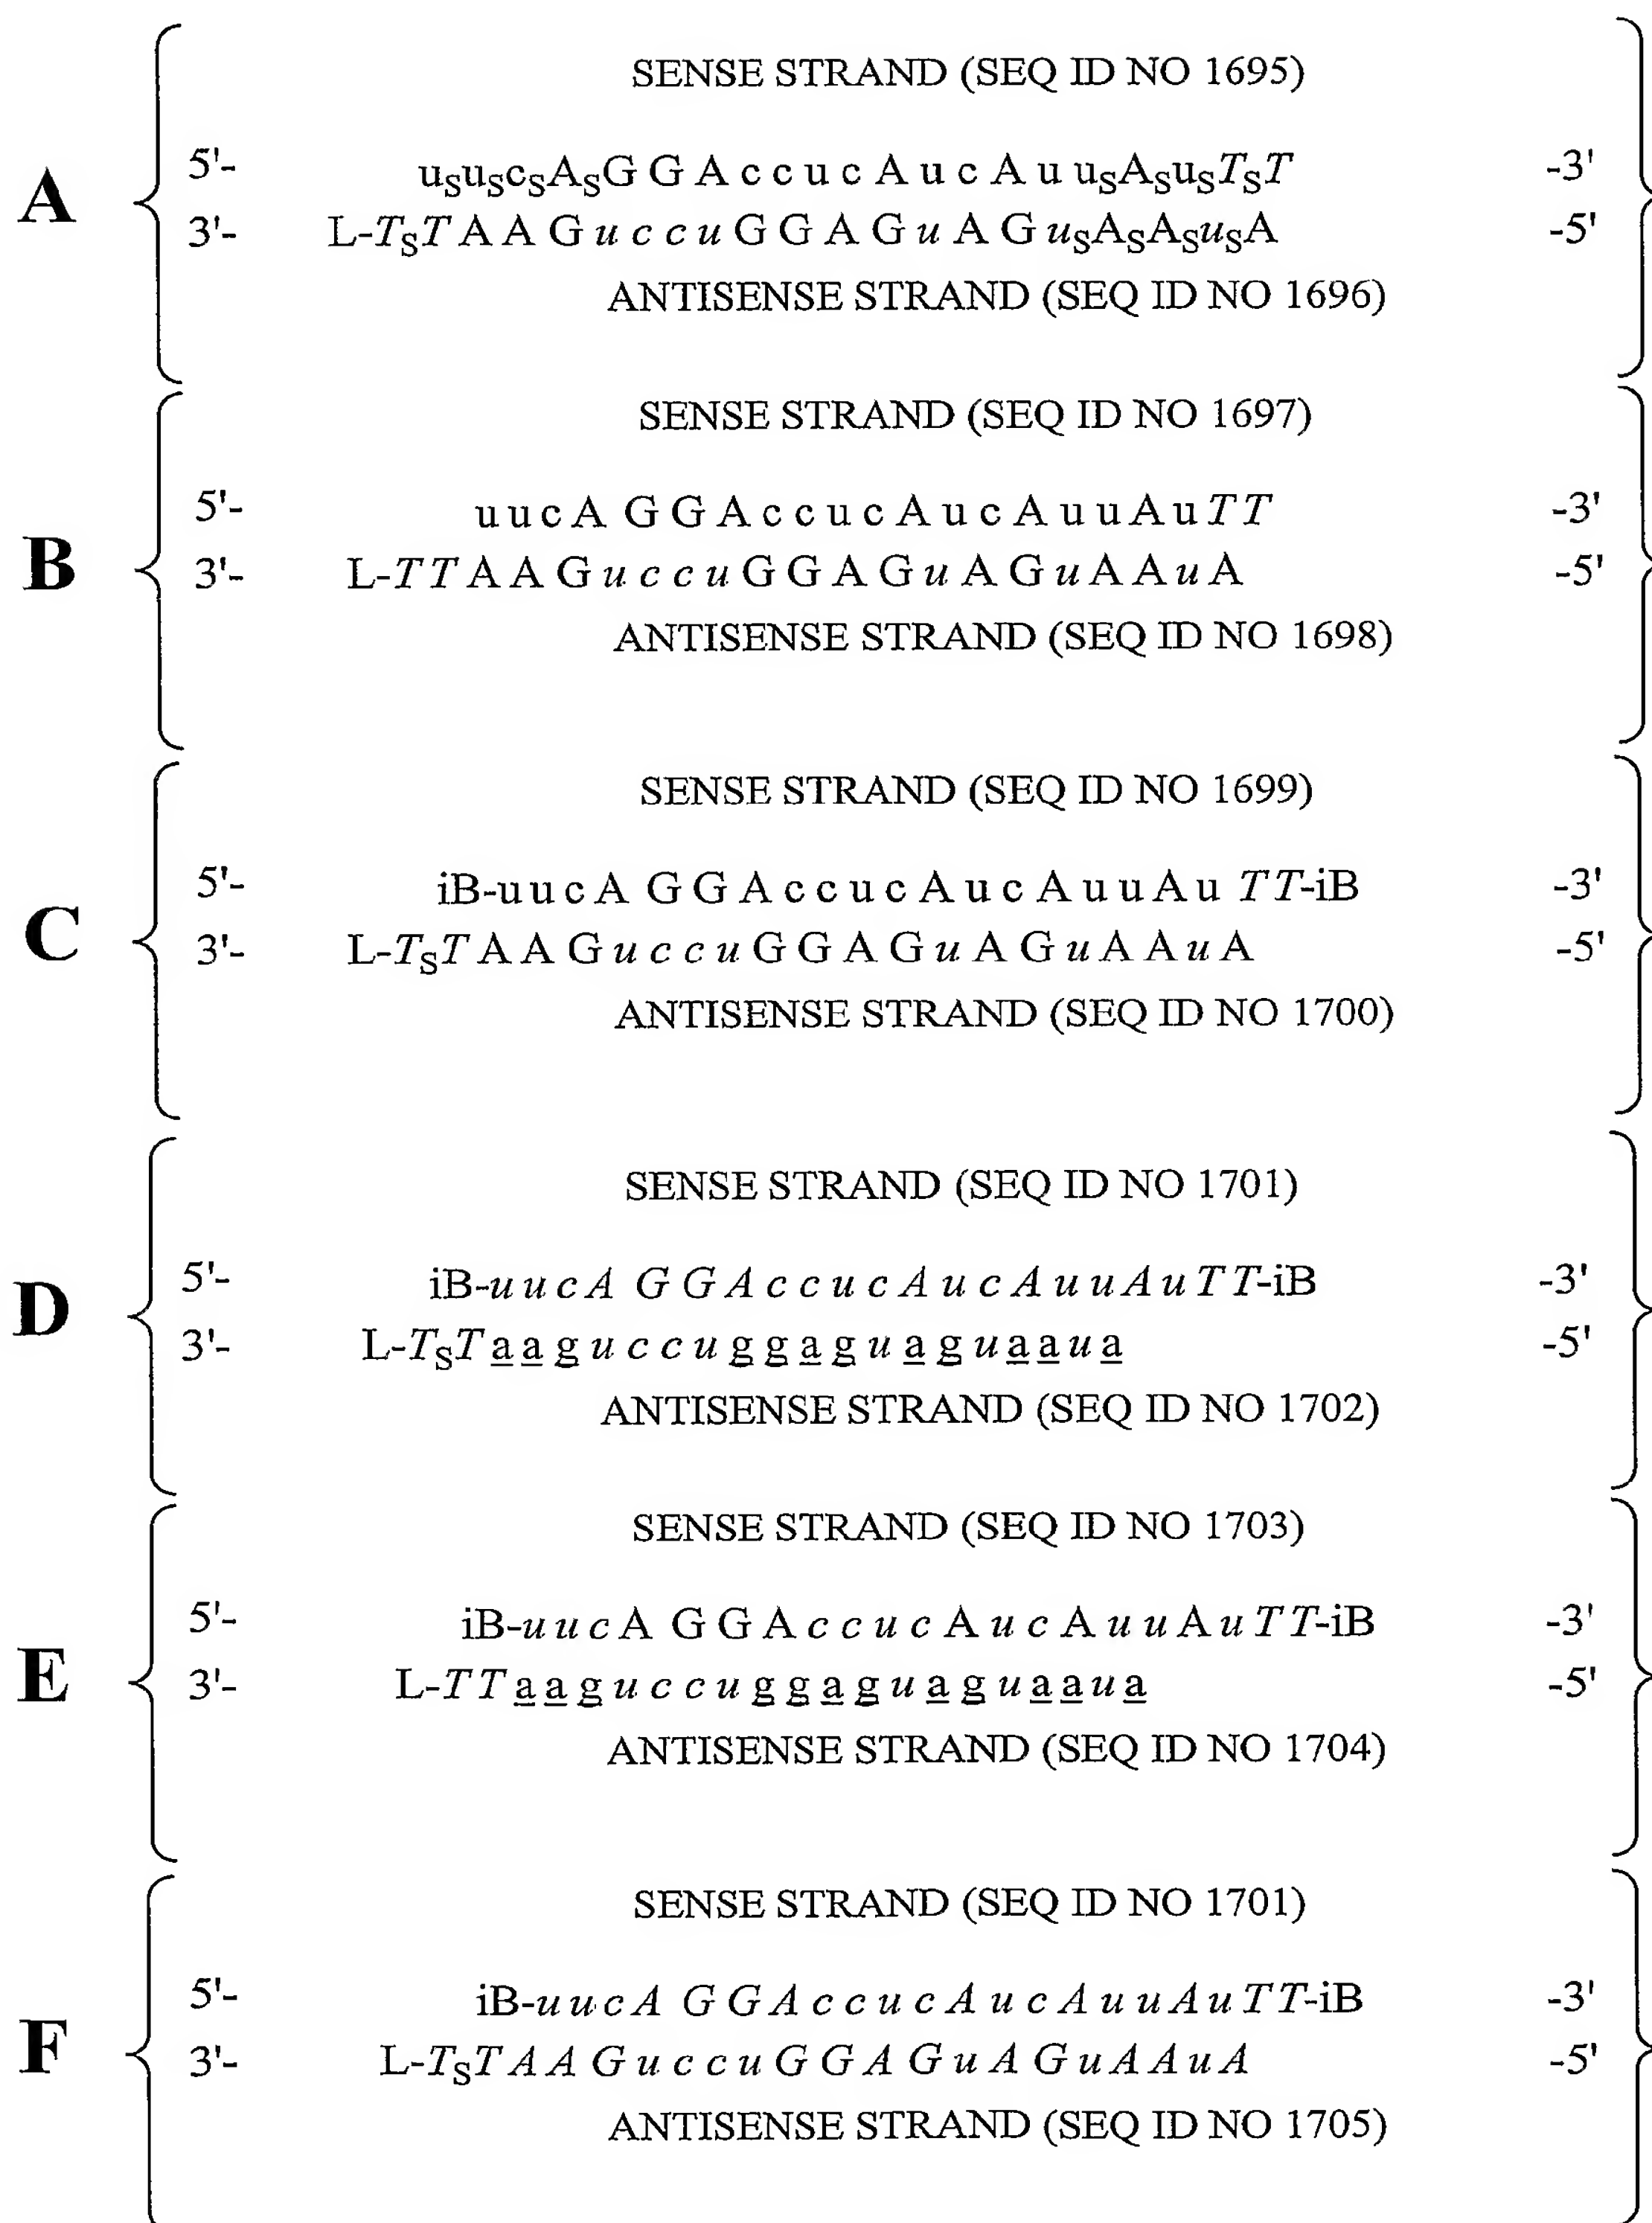 SENSE STRAND (SEQ ID NO 1695)
A
5'- ususcsAsG G A c c u c A u c A u usAsusTsT -3'
3'- L-TsT A A G u c c u G G A G u A G usAsAsusA -5'
ANTISENSE STRAND (SEQ ID NO 1696)
SENSE STRAND (SEQ ID NO 1697)
B
5'- u u c A G G A c c u c A u c A u u A u T T -3'
3'- L-T T A A G u c c u G G A G u A G u A A u A -5'
ANTISENSE STRAND (SEQ ID NO 1698)
SENSE STRAND (SEQ ID NO 1699)
C
5'- iB-u u c A G G A c c u c A u c A u u A u T T-iB -3'
3'- L-TsT A A G u c c u G G A G u A G u A A u A -5'
ANTISENSE STRAND (SEQ ID NO 1700)
SENSE STRAND (SEQ ID NO 1701)
D
5'- iB-u u c A G G A c c u c A u c A u u A u T T-iB -3'
3'- L-TsT a a g u c c u g g a g u a g u a a u a -5'
ANTISENSE STRAND (SEQ ID NO 1702)
SENSE STRAND (SEQ ID NO 1703)
E
5'- iB-u u c A G G A c c u c A u c A u u A u T T-iB -3'
3'- L-T T a a g u c c u g g a g u a g u a a u a -5'
ANTISENSE STRAND (SEQ ID NO 1704)
SENSE STRAND (SEQ ID NO 1701)
F
5'- iB-u u c A G G A c c u c A u c A u u A u T T-iB -3'
3'- L-TsT A A G u c c u G G A G u A G u A A u A -5'
ANTISENSE STRAND (SEQ ID NO 1705)